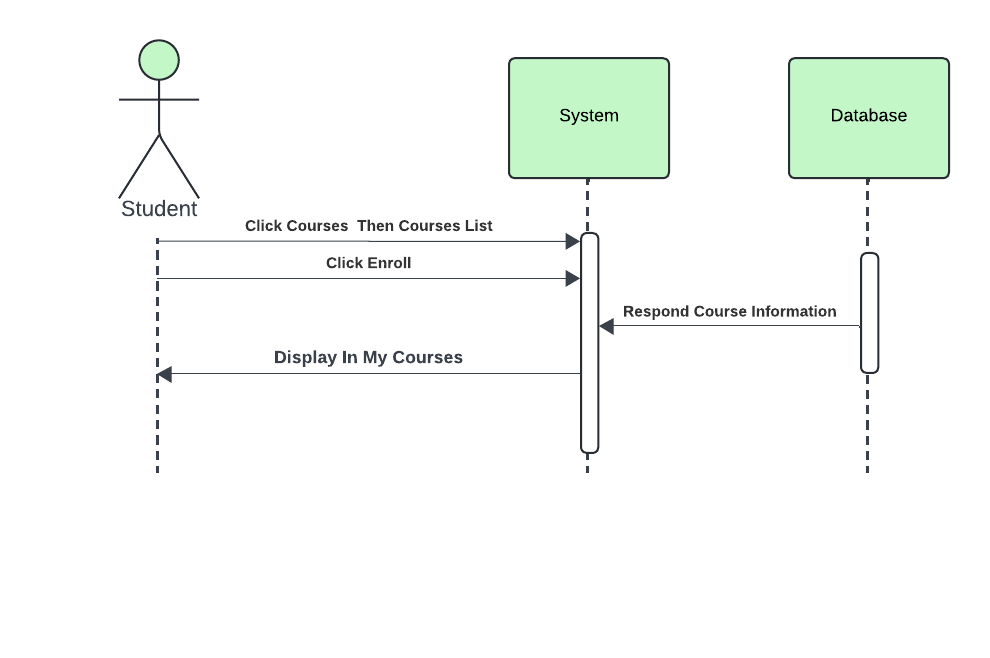 System
Database
Student
Click Courses  Then Courses List
Click Enroll
Respond Course Information
Display In My Courses